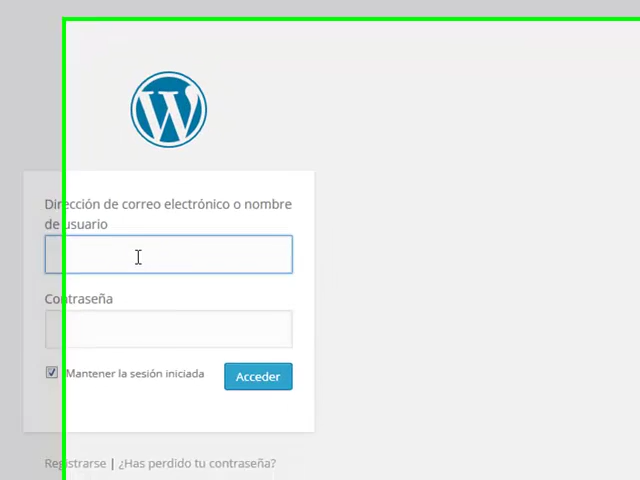 Dirección de correo electrónico o nombre
de usuario
Contraseña
Mantener la sesión iniciada
Acceder
Registrarse | ¿Has perdido tu contraseña?